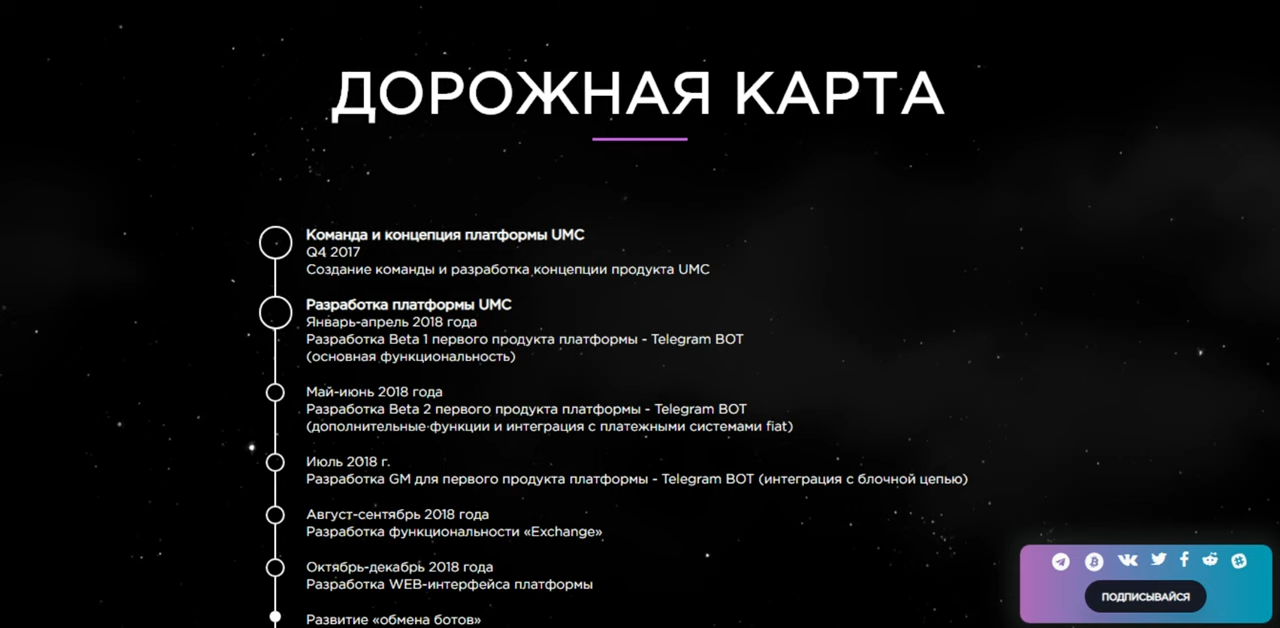 ДОРОЖНАЯ КАРТА
Команда и концепция платформы UMC
Q4 2017
Создание команды и разработка концепции продукта UMC
Разработка платформы UMC
Январь-апрель 2018 года
Разработка Beta 1 первого продукта платформы - Telegram BOT
(основная функциональность)
Май-июнь 2018 года
Разработка Beta 2 первого продукта платформы - Telegram BOT
(дополнительные функции и интеграция с платежными системами fiat)
Июль 2018 г.
Разработка GM для первого продукта платформы - Telegram BOT (интеграция с блочной цепью)
Август-сентябрь 2018 года
Разработка функциональности «Exchange»
Октябрь-декабрь 2018 года
Разработка WEB-интерфейса платформы
Развитие «обмена ботов»
ПОДПИСЫВАЙСЯ